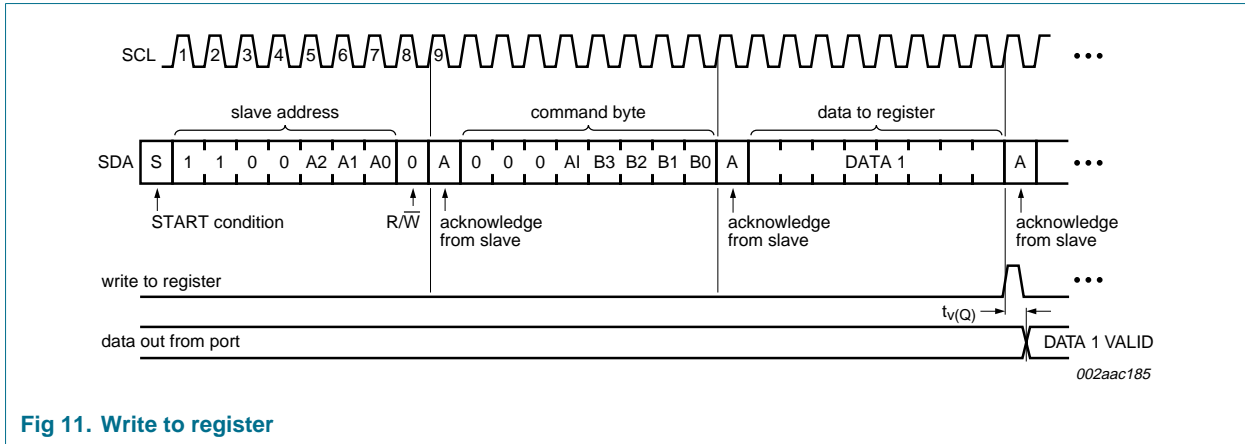 SCL 1 2 3 4 5 6 7 8 9 •••
slave address command byte data to register
SDA S 1 1 0 0 A2 A1 A0 0 A 0 0 0 AI B3 B2 B1 B0 A DATA 1 A •••
START condition R/W̅ acknowledge from slave acknowledge from slave acknowledge from slave
write to register •••
tv(Q)
data out from port DATA 1 VALID
002aac185
Fig 11. Write to register